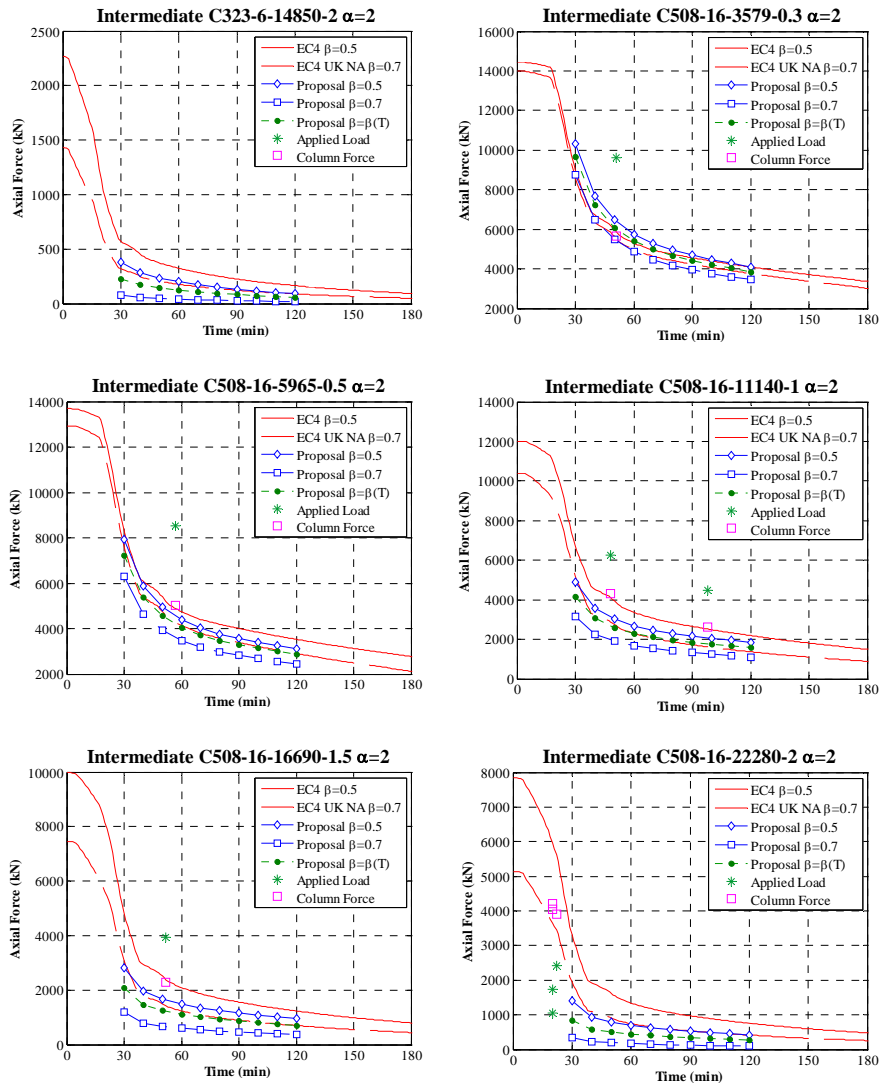 Intermediate C323-6-14850-2 α=2
2500
2000
1500
1000
500
0
Axial Force (kN)
EC4 β=0.5
EC4 UK NA β=0.7
Proposal β=0.5
Proposal β=0.7
Proposal β=β(T)
Applied Load
Column Force
0 30 60 90 120 150 180
Time (min)
Intermediate C508-16-3579-0.3 α=2
16000
14000
12000
10000
8000
6000
4000
2000
Axial Force (kN)
EC4 β=0.5
EC4 UK NA β=0.7
Proposal β=0.5
Proposal β=0.7
Proposal β=β(T)
Applied Load
Column Force
0 30 60 90 120 150 180
Time (min)
Intermediate C508-16-5965-0.5 α=2
14000
12000
10000
8000
6000
4000
2000
Axial Force (kN)
EC4 β=0.5
EC4 UK NA β=0.7
Proposal β=0.5
Proposal β=0.7
Proposal β=β(T)
Applied Load
Column Force
0 30 60 90 120 150 180
Time (min)
Intermediate C508-16-11140-1 α=2
14000
12000
10000
8000
6000
4000
2000
0
Axial Force (kN)
EC4 β=0.5
EC4 UK NA β=0.7
Proposal β=0.5
Proposal β=0.7
Proposal β=β(T)
Applied Load
Column Force
0 30 60 90 120 150 180
Time (min)
Intermediate C508-16-16690-1.5 α=2
10000
8000
6000
4000
2000
0
Axial Force (kN)
EC4 β=0.5
EC4 UK NA β=0.7
Proposal β=0.5
Proposal β=0.7
Proposal β=β(T)
Applied Load
Column Force
0 30 60 90 120 150 180
Time (min)
Intermediate C508-16-22280-2 α=2
8000
7000
6000
5000
4000
3000
2000
1000
0
Axial Force (kN)
EC4 β=0.5
EC4 UK NA β=0.7
Proposal β=0.5
Proposal β=0.7
Proposal β=β(T)
Applied Load
Column Force
0 30 60 90 120 150 180
Time (min)